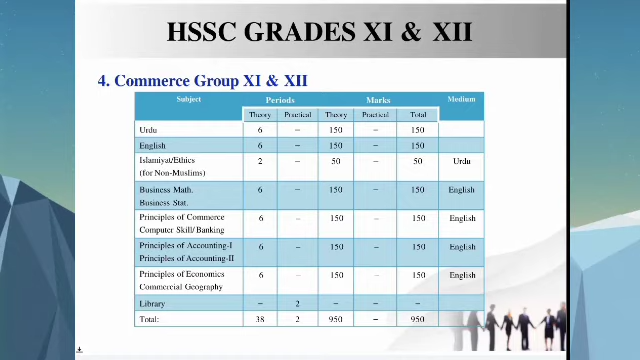 HSSC GRADES XI & XII
4. Commerce Group XI & XII
Subject Periods Marks Medium
Theory Practical Theory Practical Total
Urdu 6 – 150 – 150
English 6 – 150 – 150
Islamiyat/Ethics 2 – 50 – 50 Urdu
(for Non-Muslims)
Business Math. 6 – 150 – 150 English
Business Stat.
Principles of Commerce 6 – 150 – 150 English
Computer Skill/Banking
Principles of Accounting-I 6 – 150 – 150 English
Principles of Accounting-II
Principles of Economics 6 – 150 – 150 English
Commercial Geography
Library – 2 – – –
Total: 38 2 950 – 950